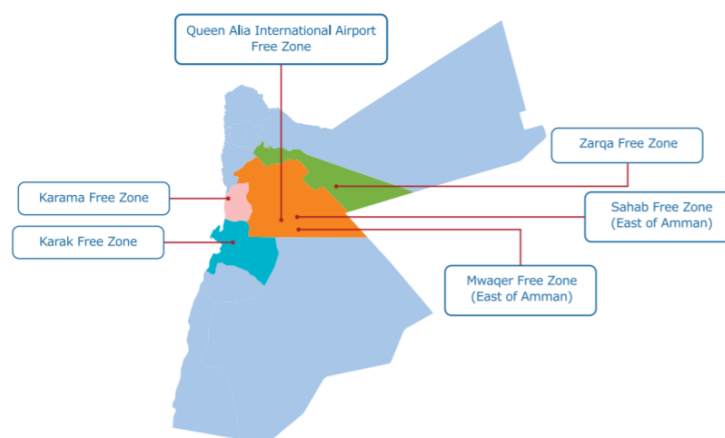 Queen Alia International Airport
Free Zone
Zarqa Free Zone
Karama Free Zone
Sahab Free Zone
(East of Amman)
Karak Free Zone
Mwaqer Free Zone
(East of Amman)